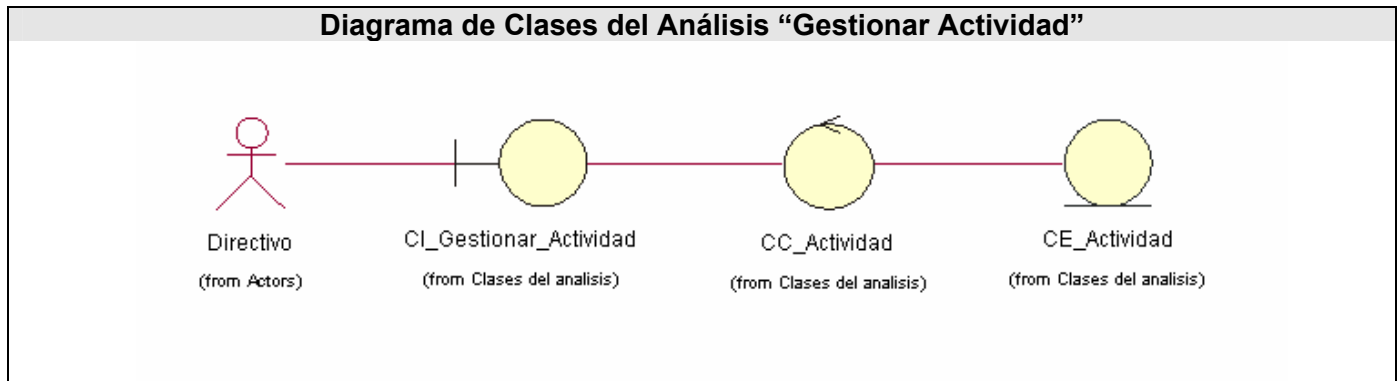 Diagrama de Clases del Análisis “Gestionar Actividad”
Directivo
(from Actors)
CI_Gestionar_Actividad
(from Clases del analisis)
CC_Actividad
(from Clases del analisis)
CE_Actividad
(from Clases del analisis)